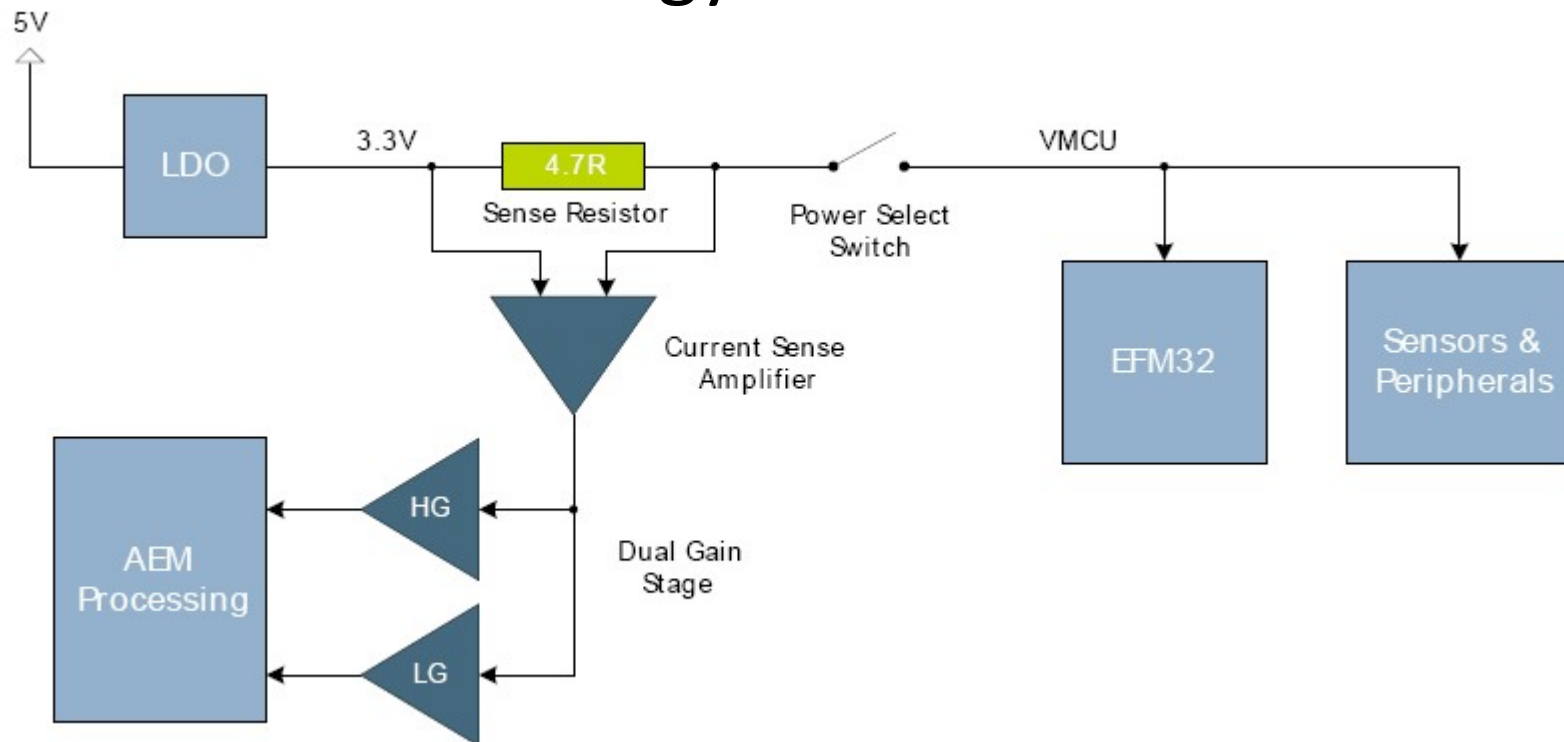 5V
LDO
3.3V
4.7R
Sense Resistor
Power Select
Switch
VMCU
Current Sense
Amplifier
EFM32
Sensors &
Peripherals
HG
LG
Dual Gain
Stage
AEM
Processing